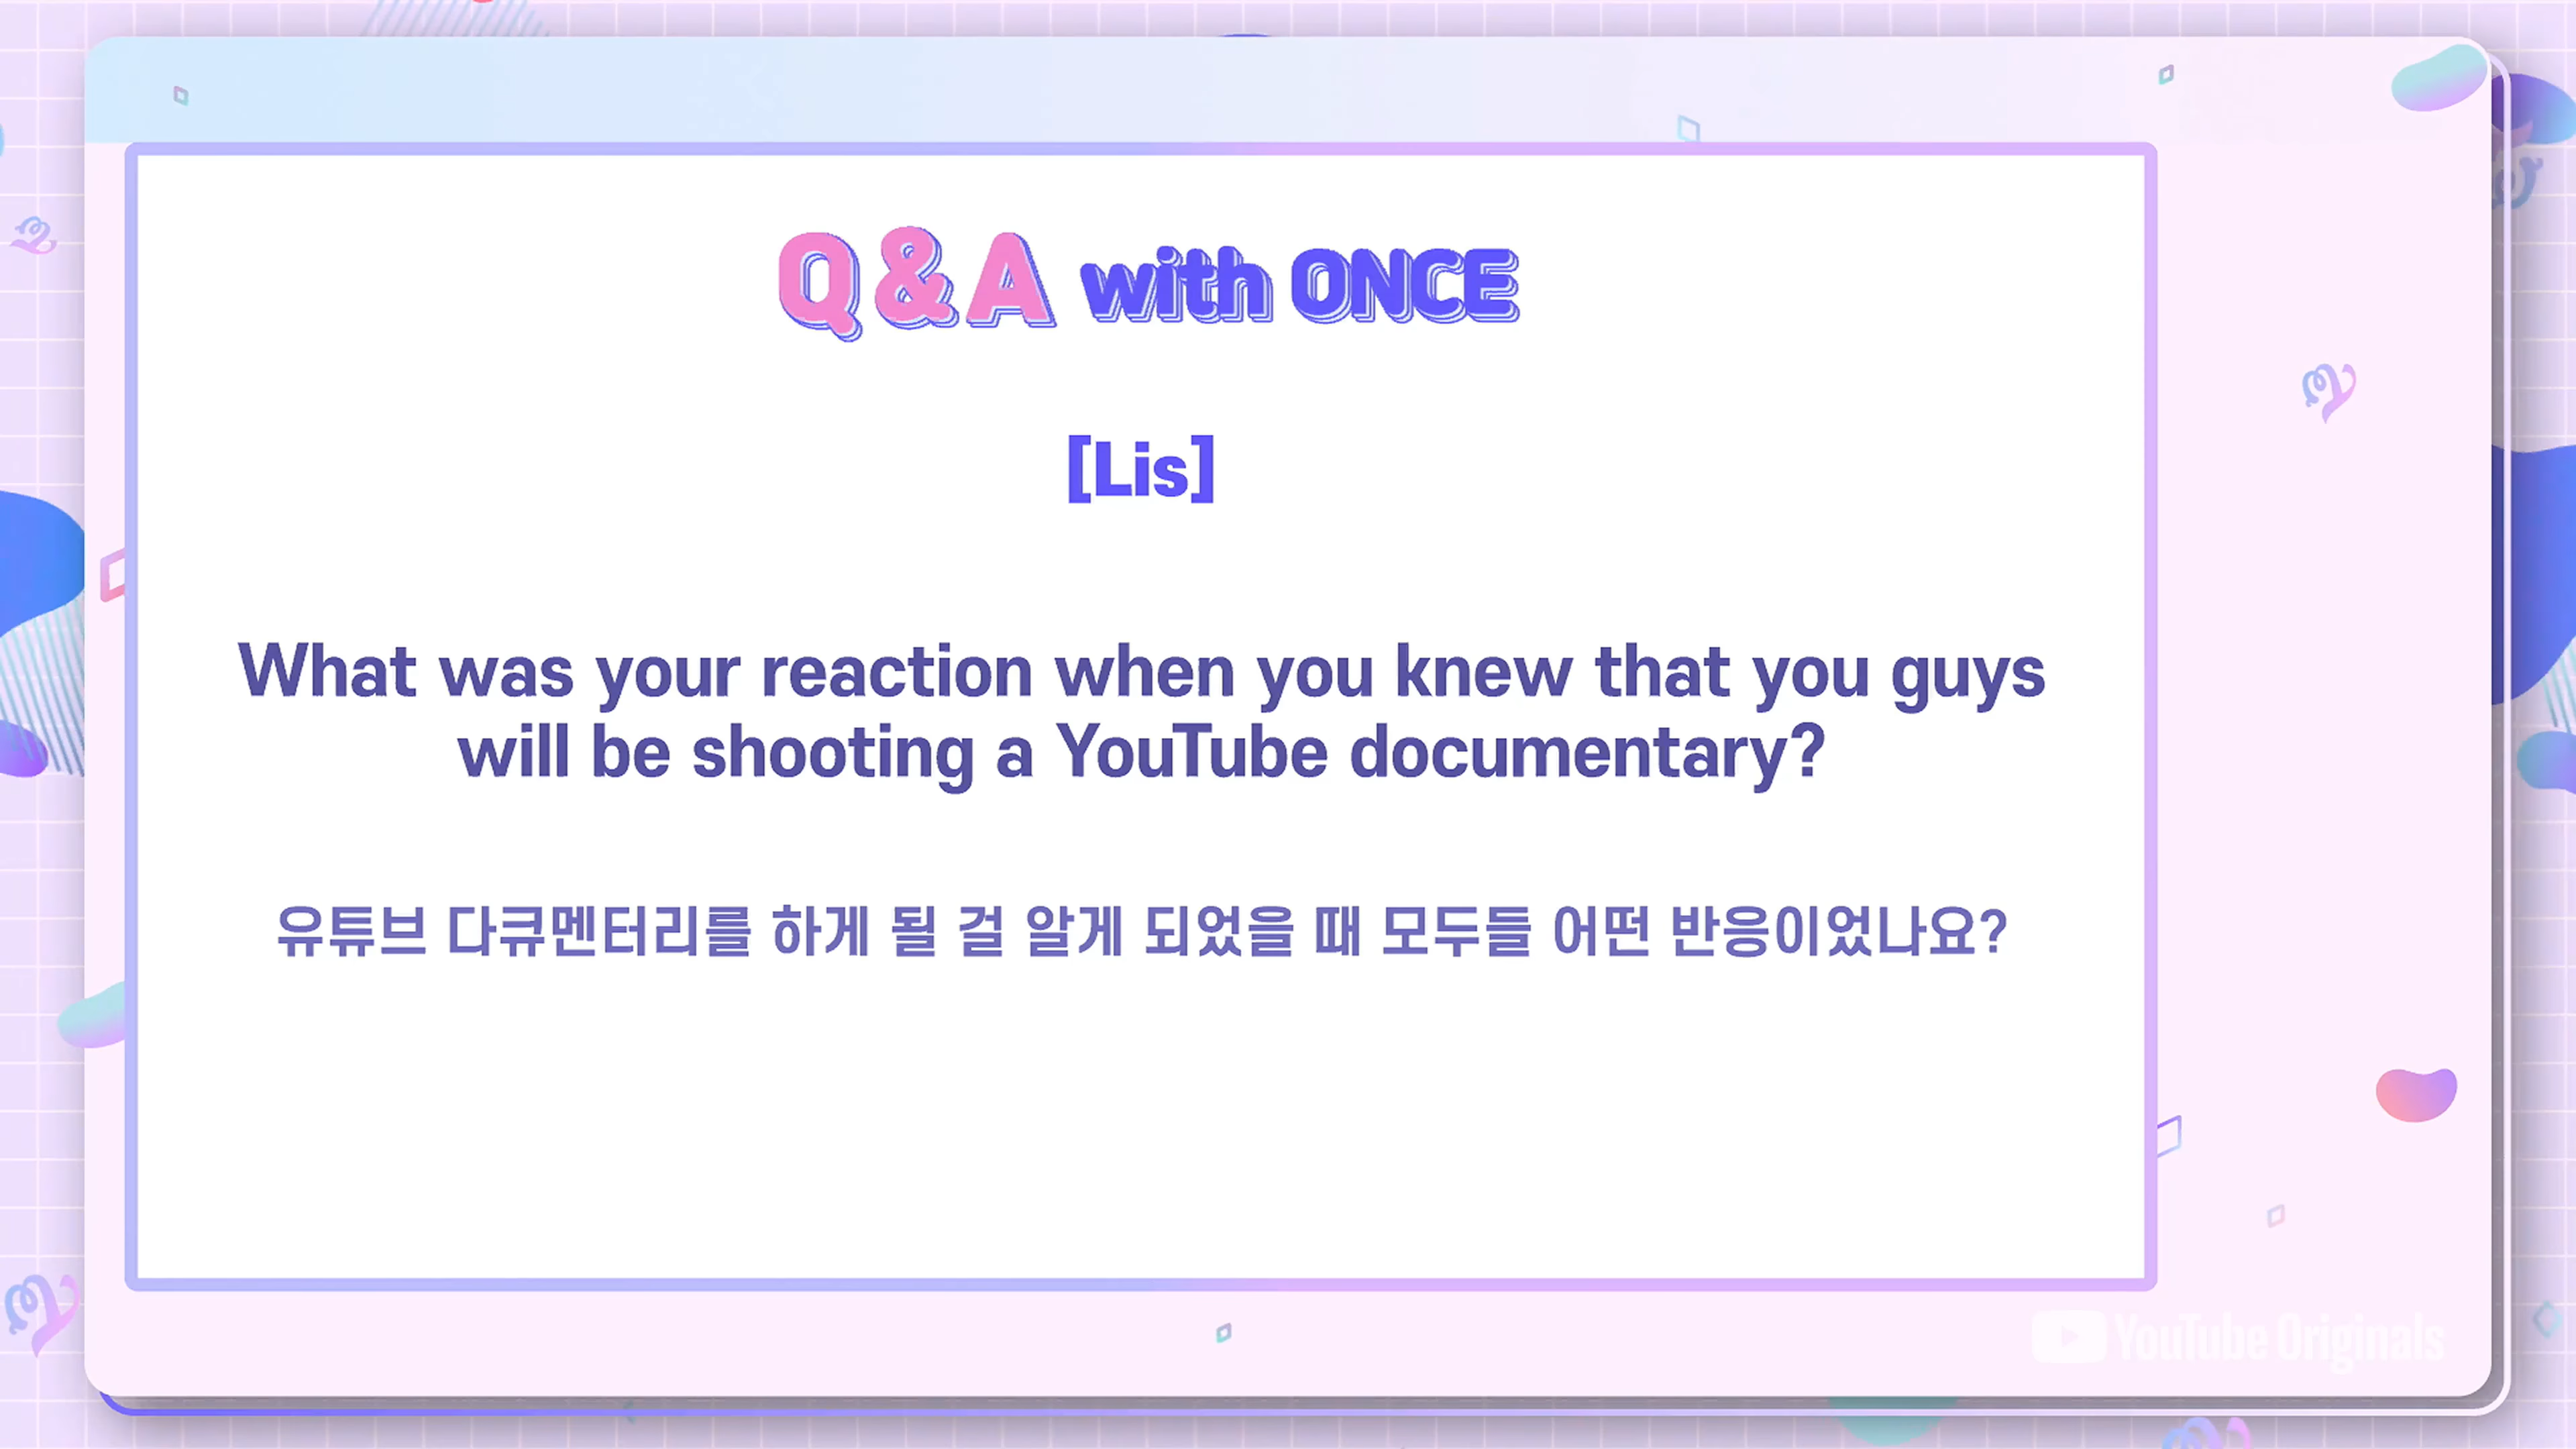 Q & A with ONCE
[Lis]
What was your reaction when you knew that you guys
will be shooting a YouTube documentary?
유튜브 다큐멘터리를 하게 될 걸 알게 되었을 때 모두들 어떤 반응이었나요?
YouTube Originals